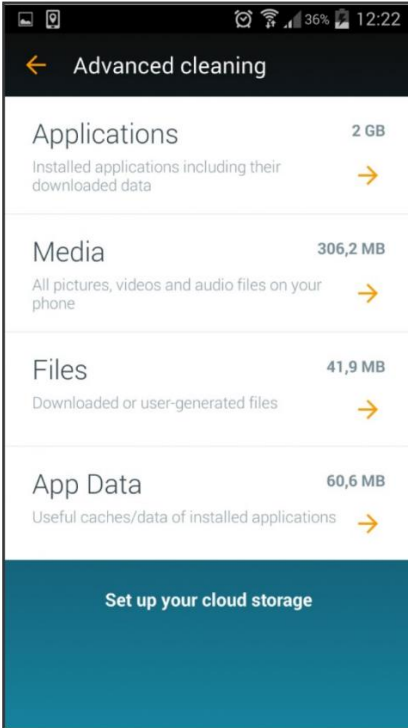 36% 12:22
Advanced cleaning
Applications 2 GB
Installed applications including their
downloaded data
Media 306,2 MB
All pictures, videos and audio files on your
phone
Files 41,9 MB
Downloaded or user-generated files
App Data 60,6 MB
Useful caches/data of installed applications
Set up your cloud storage